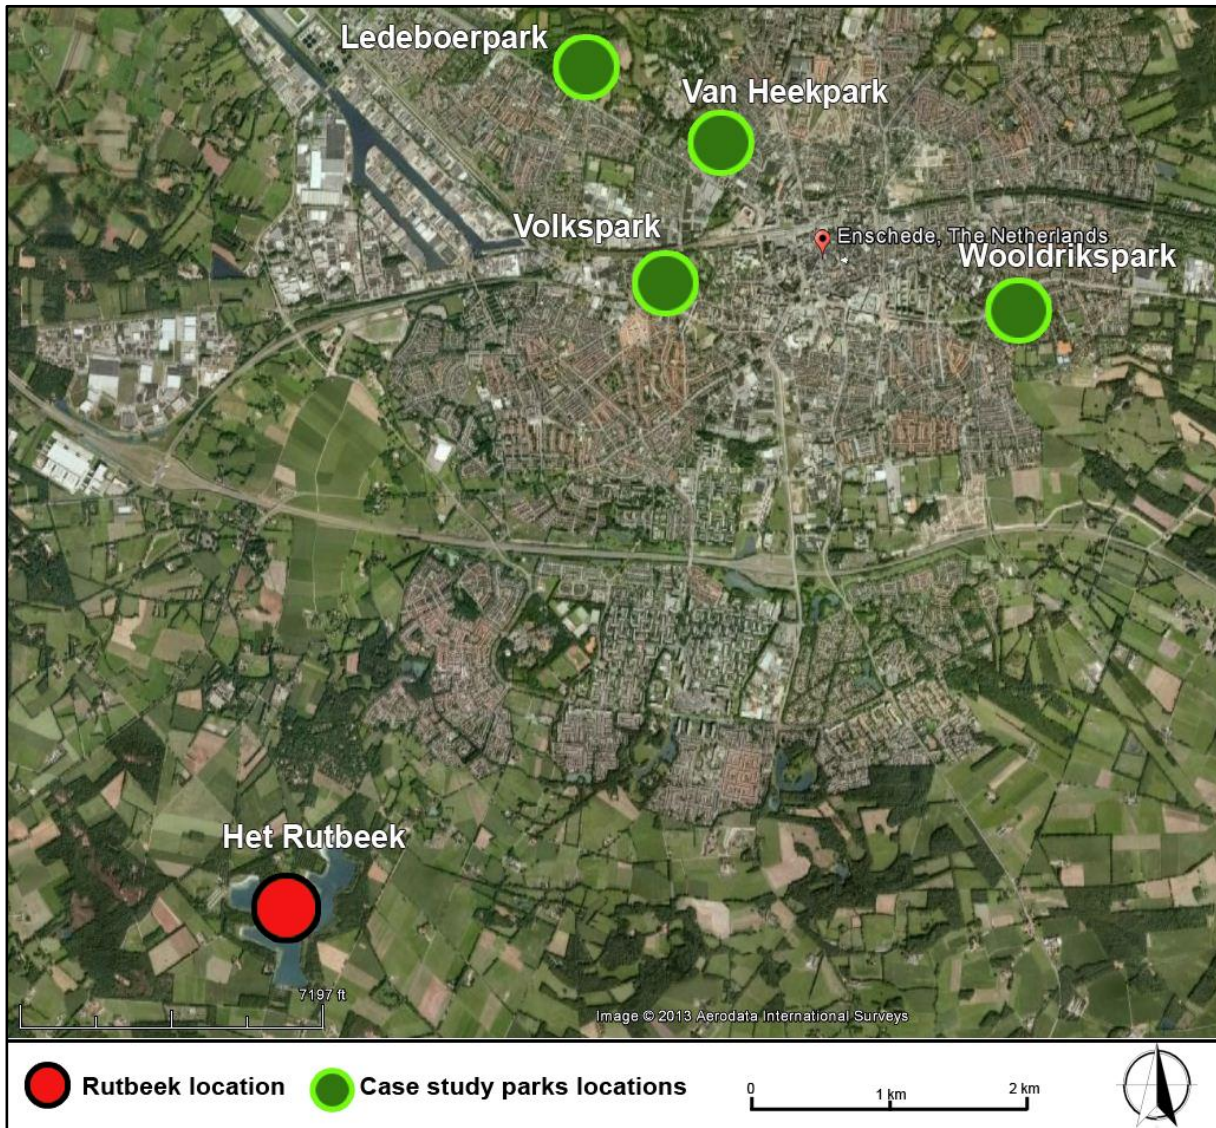 Ledeboerpark
Van Heekpark
Volkspark
Enschede, The Netherlands
Wooldrikspark
Het Rutbeek
7197 ft
Image © 2013 Aerodata International Surveys
Rutbeek location
Case study parks locations
0
1 km
2 km